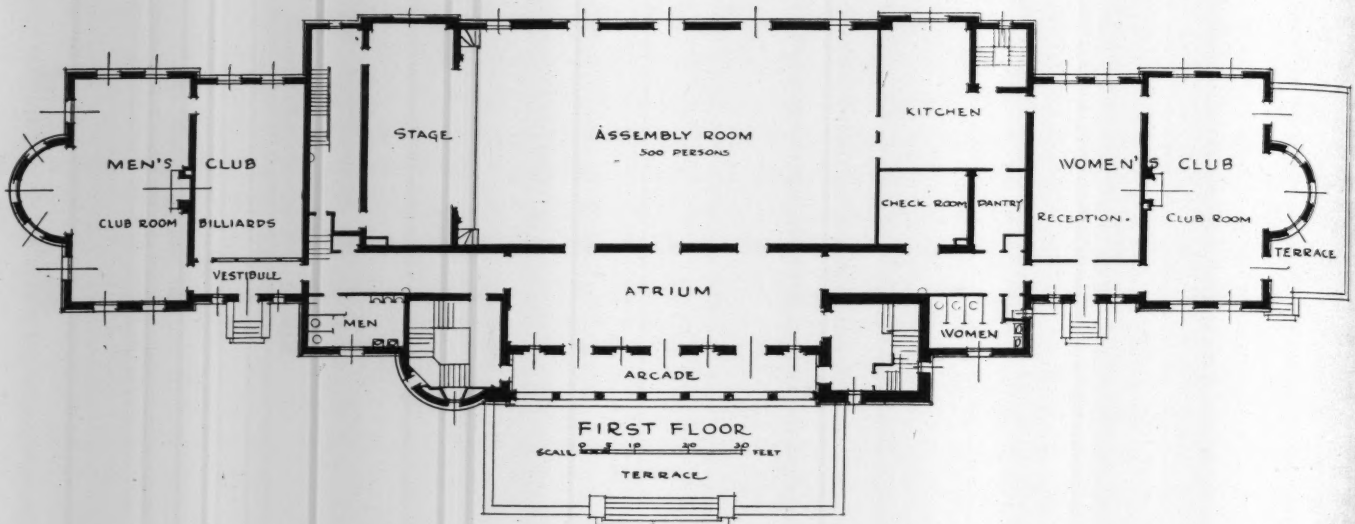 STAGE
ASSEMBLY ROOM
500 PERSONS
KITCHEN
MEN'S CLUB
WOMEN'S CLUB
CLUB ROOM
BILLIARDS
CHECK ROOM
PANTRY
RECEPTION.
CLUB ROOM
TERRACE
VESTIBULE
ATRIUM
MEN
WOMEN
ARCADE
FIRST FLOOR
SCALE 0 5 10 20 30 FEET
TERRACE